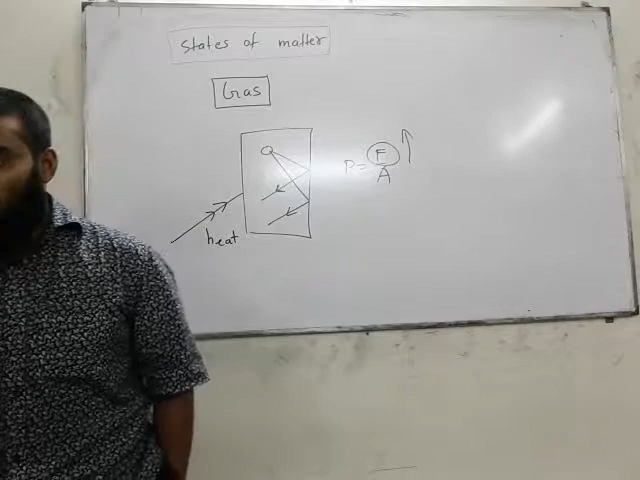 States of matter
Gas
P = F
A
heat